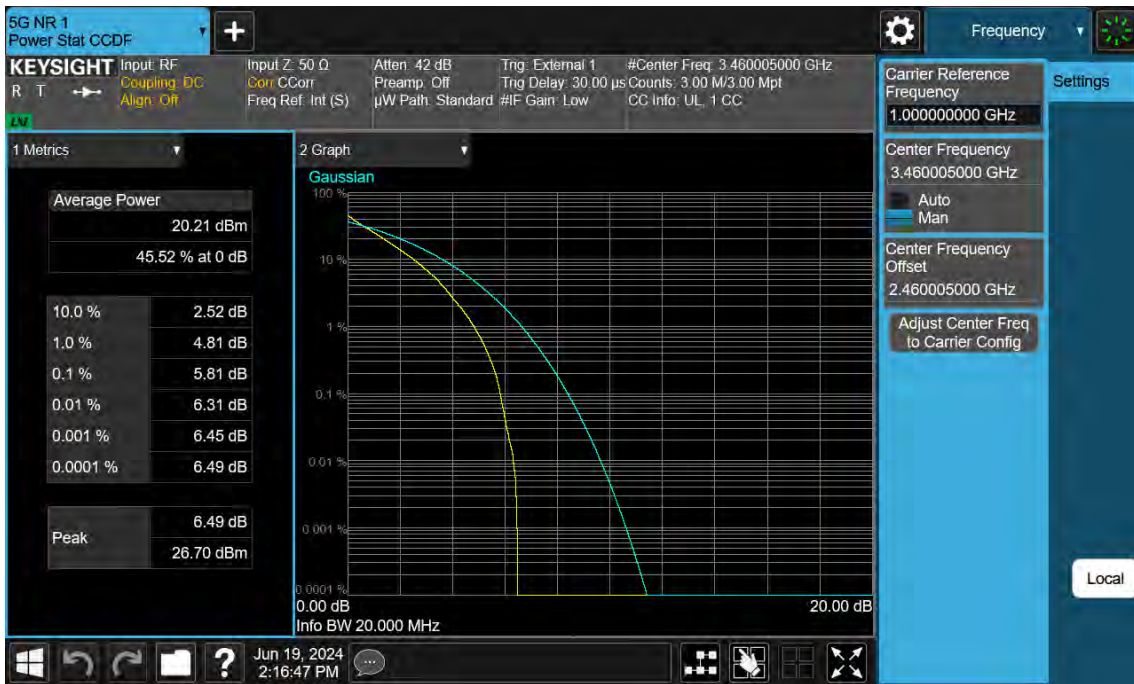 5G NR 1
Power Stat CCDF
Frequency
KEYSIGHT
R T
LXI
Input: RF
Coupling: DC
Align: Off
Input Z: 50 Ω
Corr CCorr
Freq Ref: Int (S)
Atten: 42 dB
Preamp: Off
µW Path: Standard
Trig: External 1
Trig Delay: 30.00 µs
#IF Gain: Low
#Center Freq: 3.460005000 GHz
Counts: 3.00 M/3.00 Mpt
CC Info: UL, 1 CC
1 Metrics
Average Power
20.21 dBm
45.52 % at 0 dB
10.0 % 2.52 dB
1.0 % 4.81 dB
0.1 % 5.81 dB
0.01 % 6.31 dB
0.001 % 6.45 dB
0.0001 % 6.49 dB
Peak
6.49 dB
26.70 dBm
2 Graph
Gaussian
100 %
10 %
1 %
0.1 %
0.01 %
0.001 %
0.0001 %
0.00 dB 20.00 dB
Info BW 20.000 MHz
Carrier Reference
Frequency
1.000000000 GHz
Center Frequency
3.460005000 GHz
Auto
Man
Center Frequency
Offset
2.460005000 GHz
Adjust Center Freq
to Carrier Config
Settings
Local
?
Jun 19, 2024
2:16:47 PM